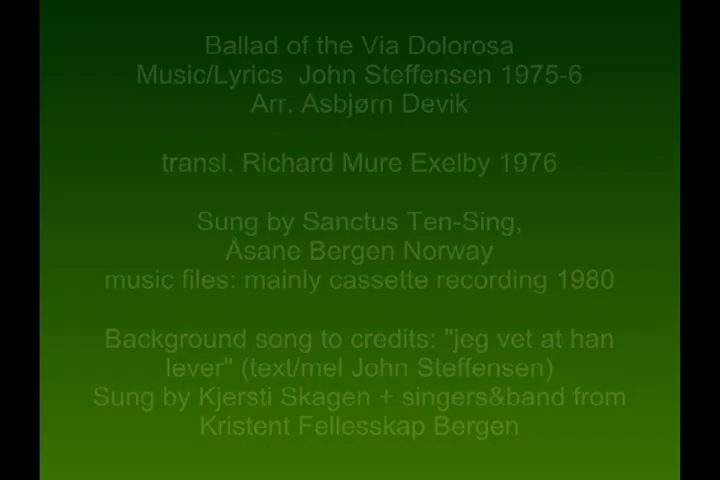 Ballad of the Via Dolorosa
Music/Lyrics  John Steffensen 1975-6
Arr. Asbjørn Devik
transl. Richard Mure Exelby 1976
Sung by Sanctus Ten-Sing,
Åsane Bergen Norway
music files: mainly cassette recording 1980
Background song to credits: "jeg vet at han
lever" (text/mel John Steffensen)
Sung by Kjersti Skagen + singers&band from
Kristent Fellesskap Bergen